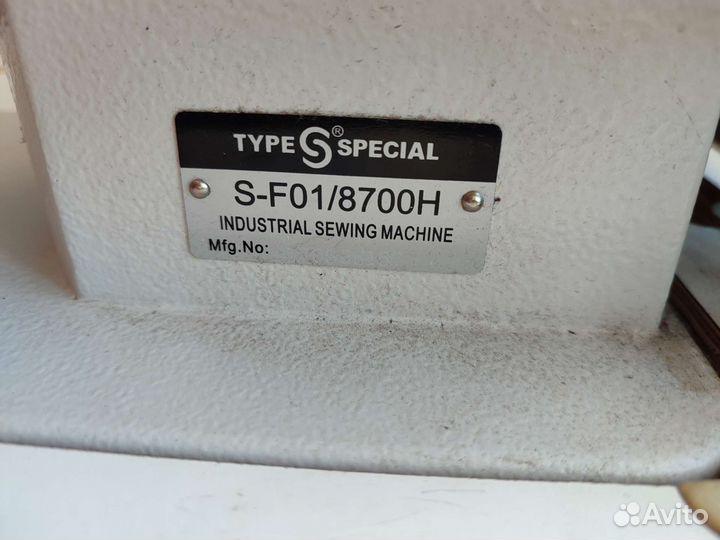 TYPE S® SPECIAL
S-F01/8700H
INDUSTRIAL SEWING MACHINE
Mfg.No:
Avito